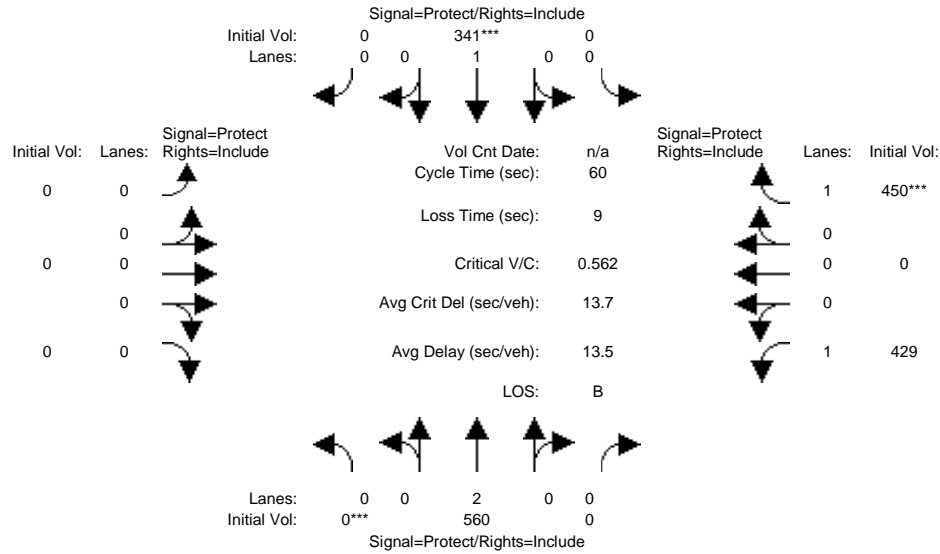 Signal=Protect/Rights=Include
Initial Vol: 0 341*** 0
Lanes: 0 0 1 0 0
Signal=Protect Signal=Protect
Initial Vol: Lanes: Rights=Include Vol Cnt Date: n/a Rights=Include Lanes: Initial Vol:
Cycle Time (sec): 60
0 0 1 450***
Loss Time (sec): 9
0 0
0 0 Critical V/C: 0.562 0 0
0 Avg Crit Del (sec/veh): 13.7 0
0 0 Avg Delay (sec/veh): 13.5 1 429
LOS: B
Lanes: 0 0 2 0 0
Initial Vol: 0*** 560 0
Signal=Protect/Rights=Include